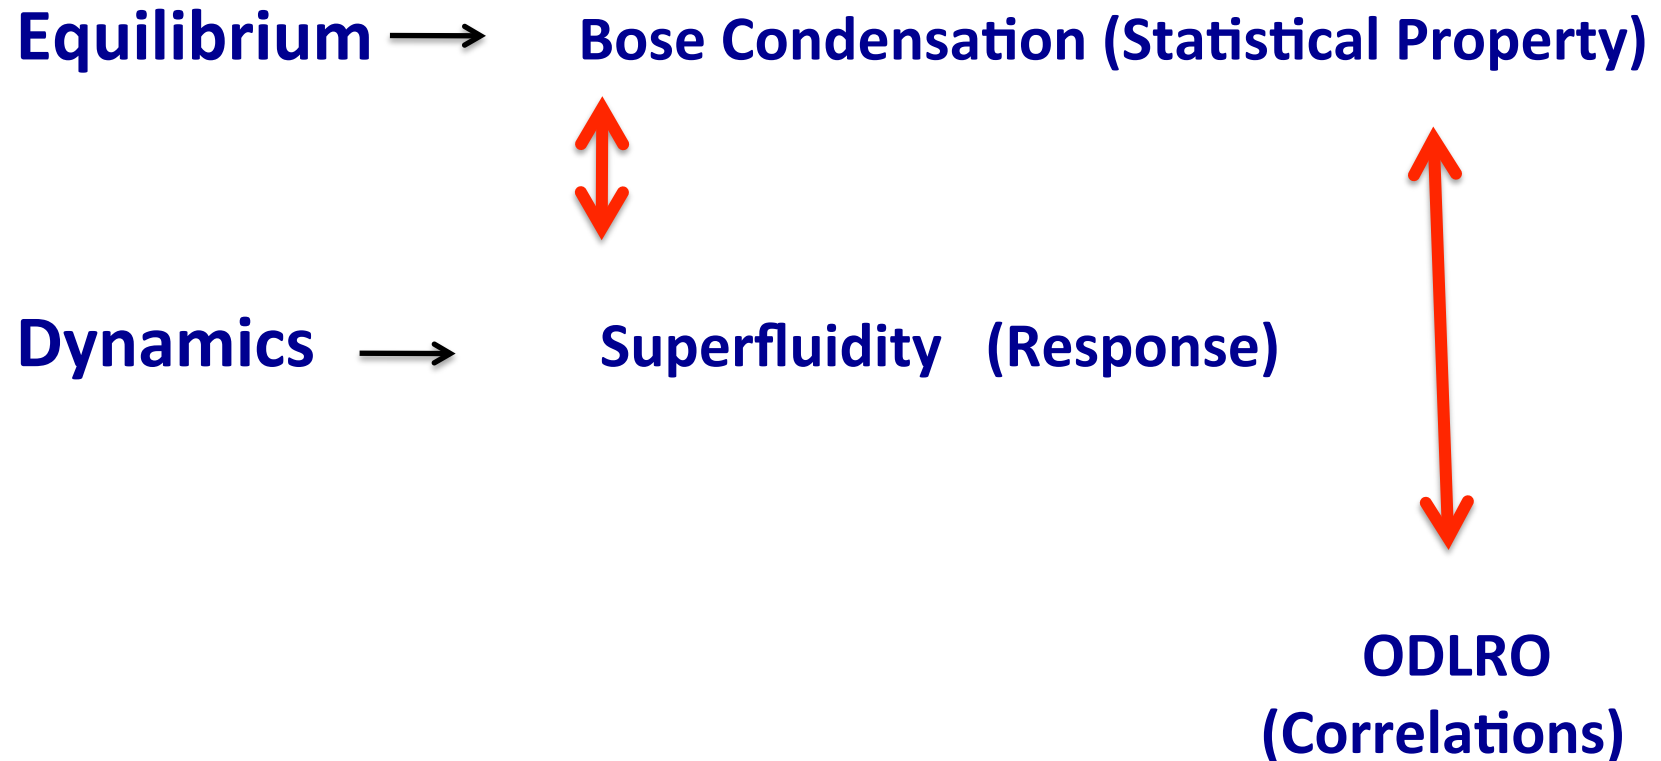 Equilibrium Bose Condensation (Statistical Property)
Dynamics Superfluidity (Response)
ODLRO
(Correlations)